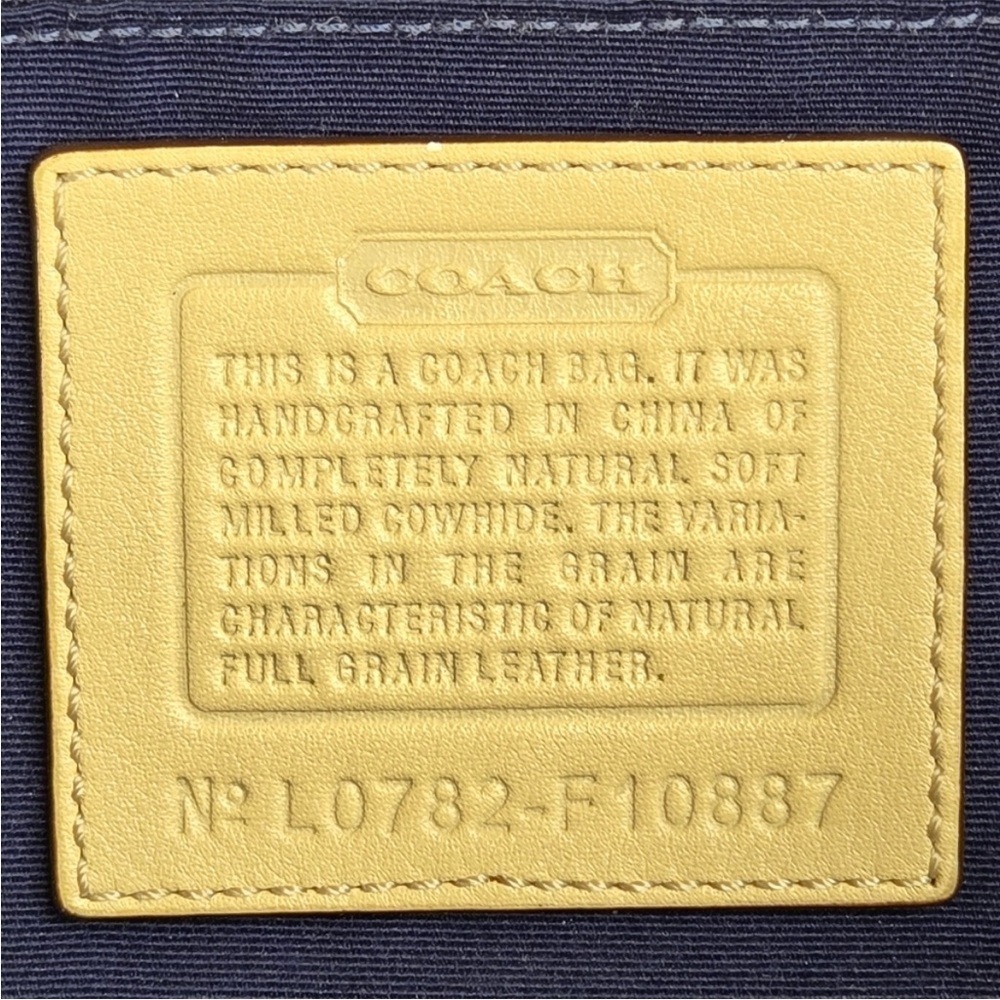 COACH
THIS IS A COACH BAG. IT WAS
HANDCRAFTED IN CHINA OF
COMPLETELY NATURAL SOFT
MILLED COWHIDE. THE VARIA-
TIONS IN THE GRAIN ARE
CHARACTERISTIC OF NATURAL
FULL GRAIN LEATHER.
Nº L0782-F10887